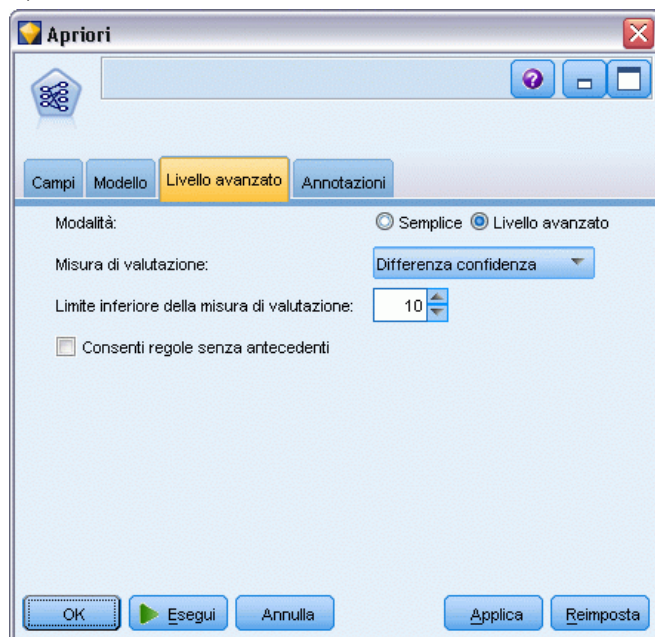 Apriori
Campi Modello Livello avanzato Annotazioni
Modalità: Semplice Livello avanzato
Misura di valutazione: Differenza confidenza
Limite inferiore della misura di valutazione: 10
Consenti regole senza antecedenti
OK Esegui Annulla Applica Reimposta